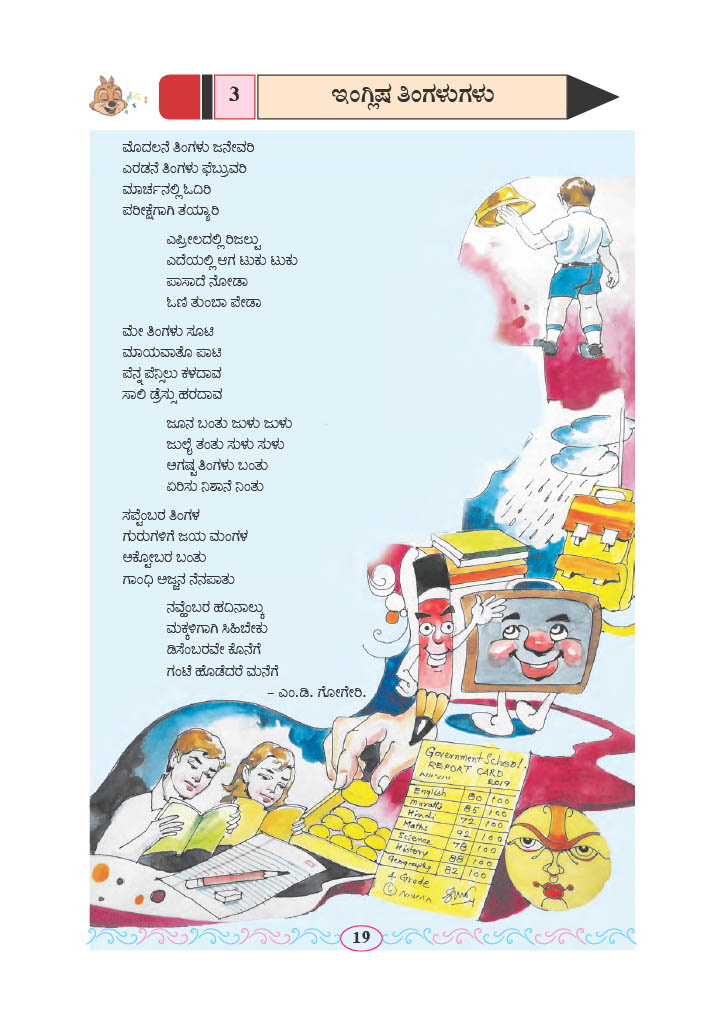 3
ಇಂಗ್ಲಿಷ ತಿಂಗಳುಗಳು
ಮೊದಲನೆ ತಿಂಗಳು ಜನೇವರಿ
ಎರಡನೆ ತಿಂಗಳು ಫೆಬ್ರುವರಿ
ಮಾರ್ಚನಲ್ಲಿ ಓದಿರಿ
ಪರೀಕ್ಷೆಗಾಗಿ ತಯ್ಯಾರಿ
ಎಪ್ರೀಲದಲ್ಲಿ ರಿಜಲ್ಟು
ಎದೆಯಲ್ಲಿ ಆಗ ಟುಕು ಟುಕು
ಪಾಸಾದೆ ನೋಡಾ
ಓಣಿ ತುಂಬಾ ಪೇಡಾ
ಮೇ ತಿಂಗಳು ಸೂಟಿ
ಮಾಯವಾತೊ ಪಾಟಿ
ಪೆನ್ನ ಪೆನ್ಸಿಲು ಕಳದಾವ
ಸಾಲಿ ಡ್ರೆಸ್ಸು ಹರದಾವ
ಜೂನ ಬಂತು ಜುಳು ಜುಳು
ಜುಲೈ ತಂತು ಸುಳು ಸುಳು
ಆಗಷ್ಟ ತಿಂಗಳು ಬಂತು
ಏರಿಸು ನಿಶಾನೆ ನಿಂತು
ಸಪ್ಟೆಂಬರ ತಿಂಗಳ
ಗುರುಗಳಿಗೆ ಜಯ ಮಂಗಳ
ಆಕ್ಟೋಬರ ಬಂತು
ಗಾಂಧಿ ಅಜ್ಜನ ನೆನಪಾತು
ನವ್ಹೆಂಬರ ಹದಿನಾಲ್ಕು
ಮಕ್ಕಳಿಗಾಗಿ ಸಿಹಿಬೇಕು
ಡಿಸೆಂಬರವೇ ಕೊನೆಗೆ
ಗಂಟೆ ಹೊಡೆದರೆ ಮನೆಗೆ
– ಎಂ.ಡಿ. ಗೋಗೇರಿ.
Government School
REPORT CARD
2019
English 80 100
marathi 85 100
Hindi 72 100
Maths 92 100
Science 78 100
History 88 100
Geography 82 100
A Grade
19